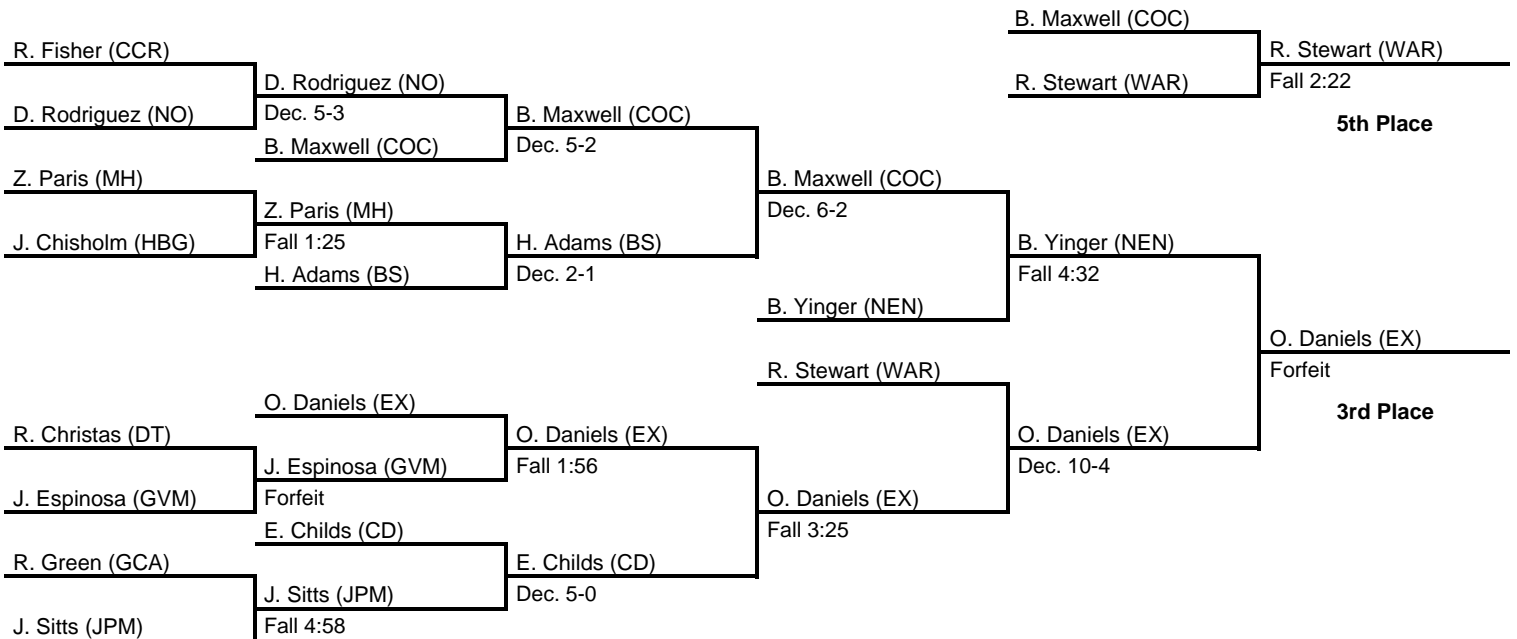 B. Maxwell (COC)
R. Fisher (CCR)
R. Stewart (WAR)
D. Rodriguez (NO)
R. Stewart (WAR)
Fall 2:22
D. Rodriguez (NO)
Dec. 5-3
B. Maxwell (COC)
5th Place
B. Maxwell (COC)
Dec. 5-2
Z. Paris (MH)
B. Maxwell (COC)
Z. Paris (MH)
Dec. 6-2
J. Chisholm (HBG)
Fall 1:25
H. Adams (BS)
B. Yinger (NEN)
H. Adams (BS)
Dec. 2-1
Fall 4:32
B. Yinger (NEN)
O. Daniels (EX)
R. Stewart (WAR)
Forfeit
O. Daniels (EX)
3rd Place
R. Christas (DT)
O. Daniels (EX)
O. Daniels (EX)
J. Espinosa (GVM)
Fall 1:56
Dec. 10-4
J. Espinosa (GVM)
Forfeit
O. Daniels (EX)
E. Childs (CD)
Fall 3:25
R. Green (GCA)
E. Childs (CD)
J. Sitts (JPM)
Dec. 5-0
J. Sitts (JPM)
Fall 4:58